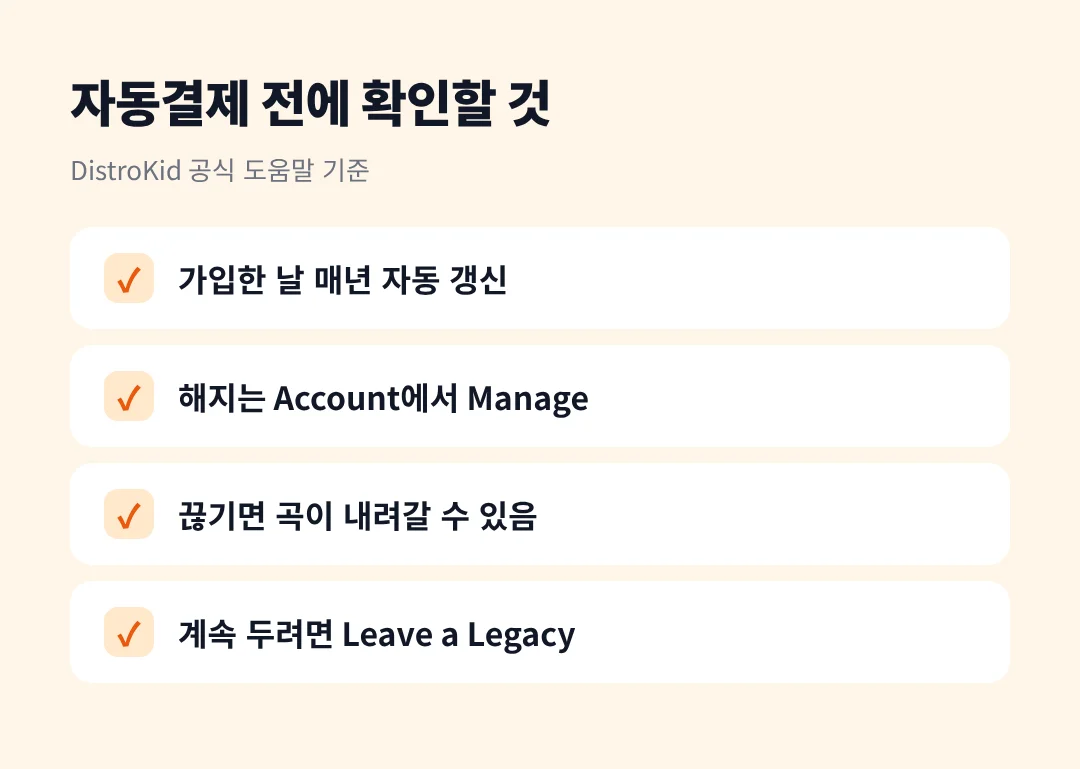 자동결제 전에 확인할 것
DistroKid 공식 도움말 기준
가입한 날 매년 자동 갱신
해지는 Account에서 Manage
끊기면 곡이 내려갈 수 있음
계속 두려면 Leave a Legacy